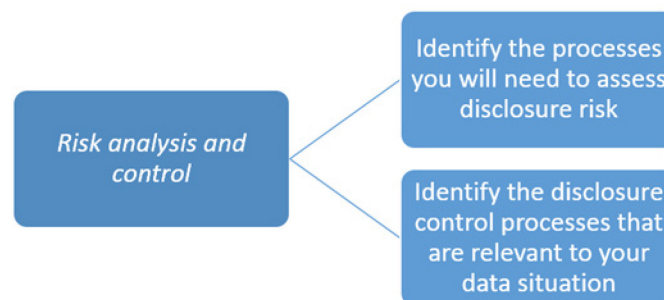 Risk analysis and
control
Identify the processes
you will need to assess
disclosure risk
Identify the disclosure
control processes that
are relevant to your
data situation